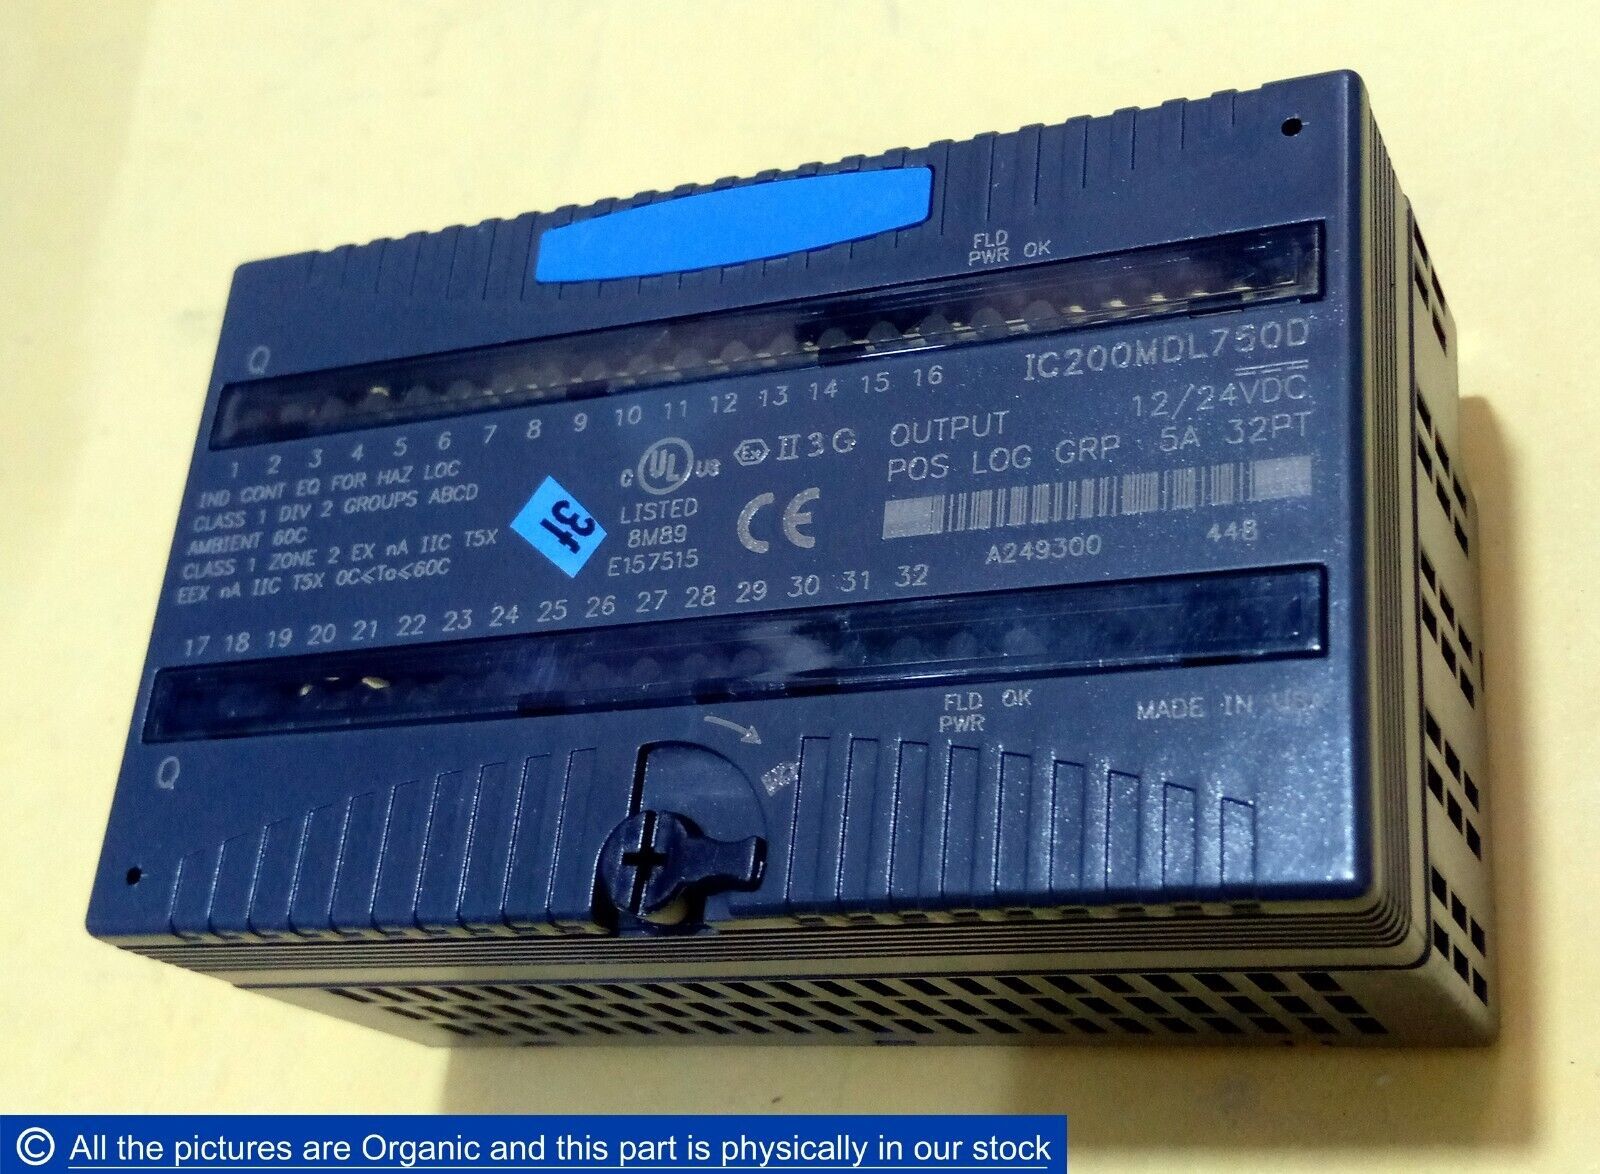 FLD
PWR OK
Q
IC200MDL750D
1 2 3 4 5 6 7 8 9 10 11 12 13 14 15 16
12/24VDC
OUTPUT
POS LOG GRP 5A 32PT
IND CONT EQ FOR HAZ LOC
CLASS 1 DIV 2 GROUPS ABCD
AMBIENT 60C
CLASS 1 ZONE 2 EX nA IIC T5X
EEX nA IIC T5X 0C≤Ta≤60C
3f
C UL US
LISTED
8M89
E157515
Ex II 3 G
CE
A249300 448
17 18 19 20 21 22 23 24 25 26 27 28 29 30 31 32
FLD OK
PWR
MADE IN USA
Q
© All the pictures are Organic and this part is physically in our stock